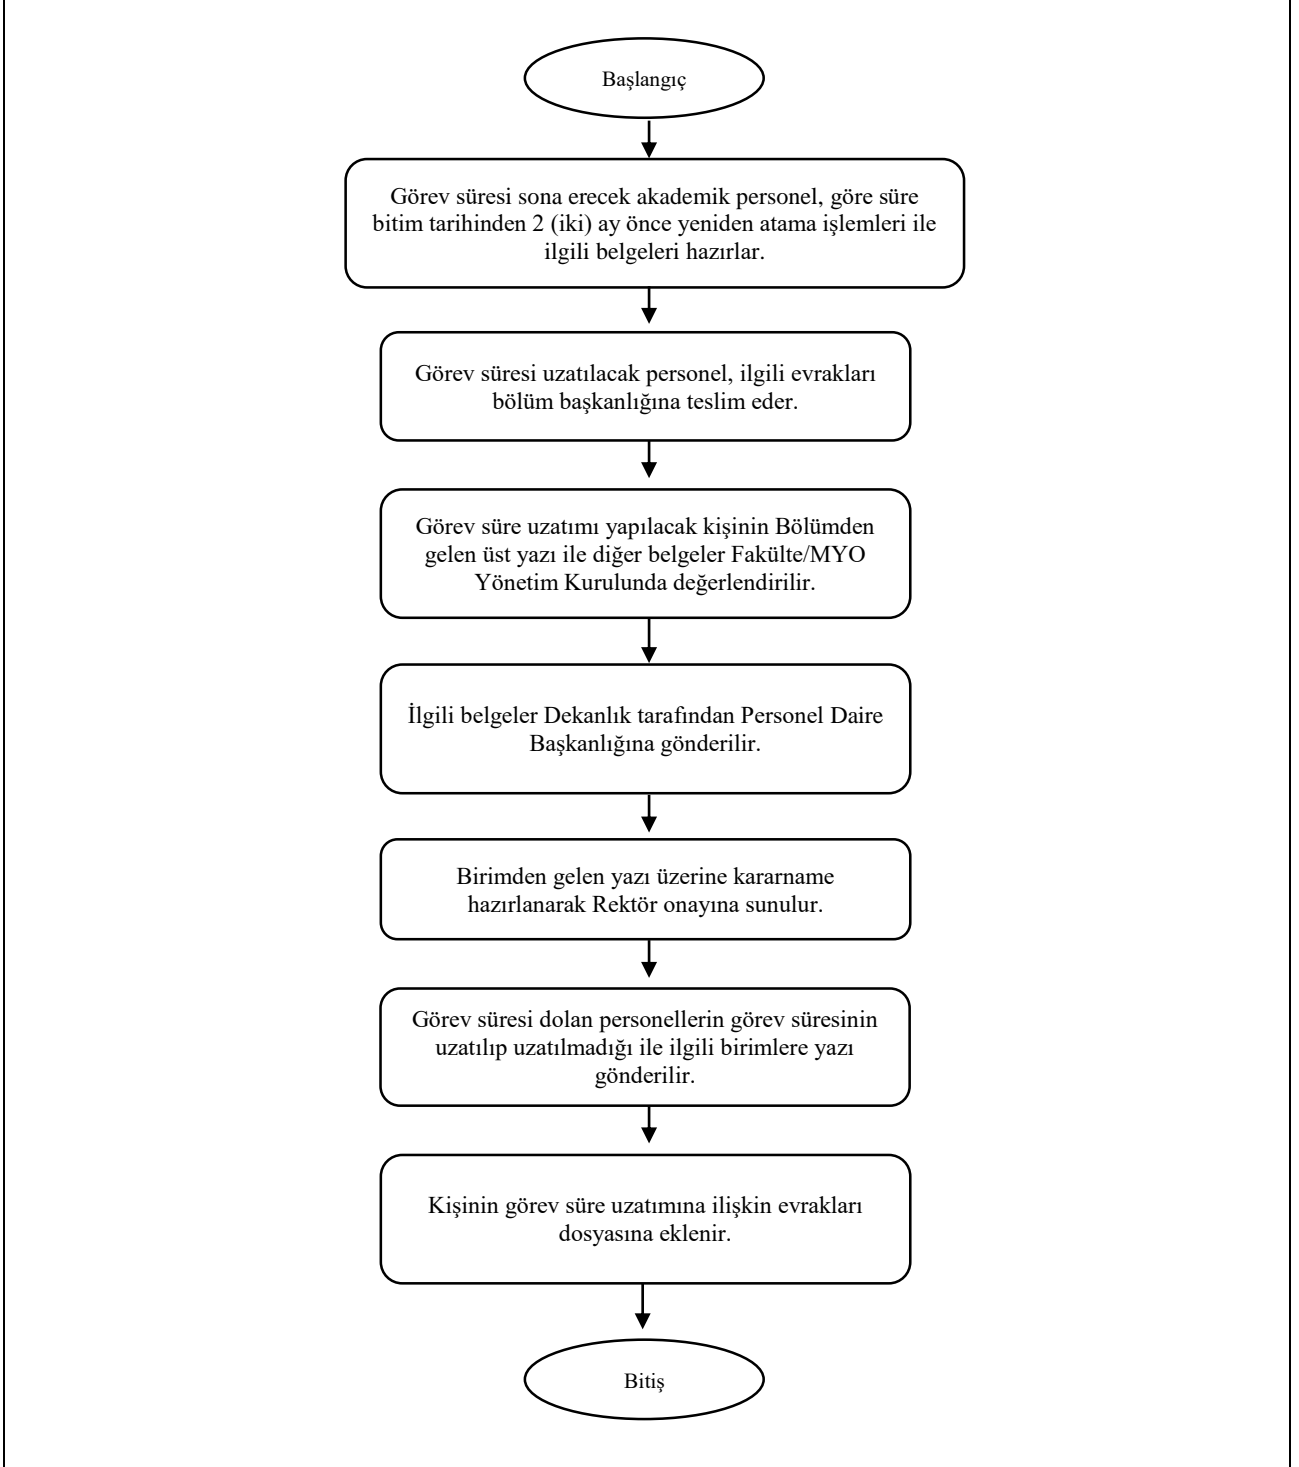 Başlangıç
Görev süresi sona erecek akademik personel, göre süre
bitim tarihinden 2 (iki) ay önce yeniden atama işlemleri ile
ilgili belgeleri hazırlar.
Görev süresi uzatılacak personel, ilgili evrakları
bölüm başkanlığına teslim eder.
Görev süre uzatımı yapılacak kişinin Bölümden
gelen üst yazı ile diğer belgeler Fakülte/MYO
Yönetim Kurulunda değerlendirilir.
İlgili belgeler Dekanlık tarafından Personel Daire
Başkanlığına gönderilir.
Birimden gelen yazı üzerine kararname
hazırlanarak Rektör onayına sunulur.
Görev süresi dolan personellerin görev süresinin
uzatılıp uzatılmadığı ile ilgili birimlere yazı
gönderilir.
Kişinin görev süre uzatımına ilişkin evrakları
dosyasına eklenir.
Bitiş